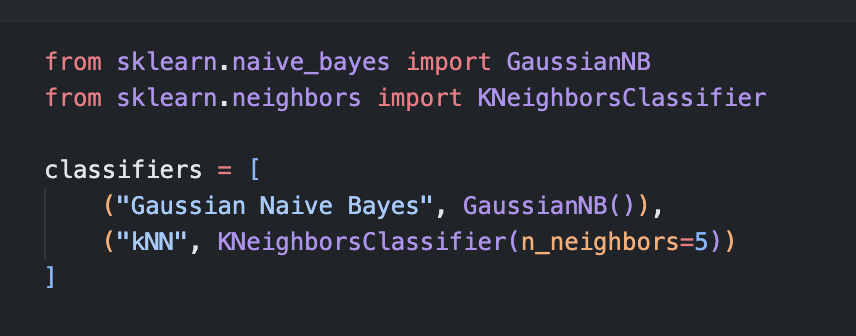 from sklearn.naive_bayes import GaussianNB
from sklearn.neighbors import KNeighborsClassifier
classifiers = [
("Gaussian Naive Bayes", GaussianNB()),
("kNN", KNeighborsClassifier(n_neighbors=5))
]